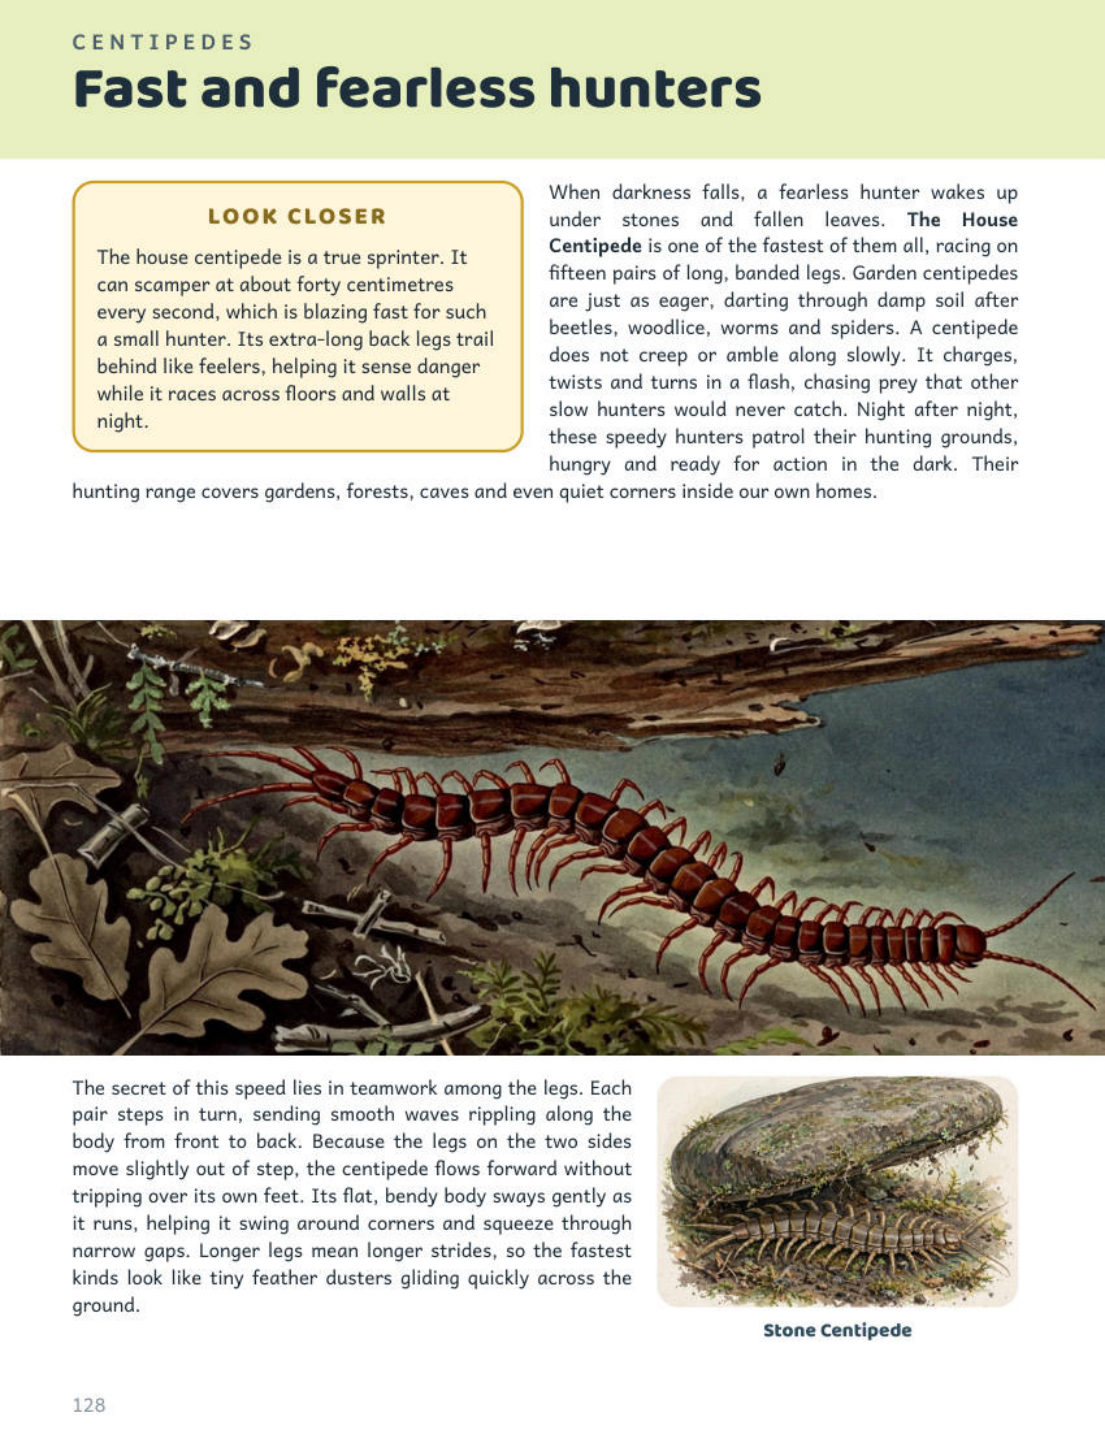 CENTIPEDES
Fast and fearless hunters
LOOK CLOSER
The house centipede is a true sprinter. It
can scamper at about forty centimetres
every second, which is blazing fast for such
a small hunter. Its extra-long back legs trail
behind like feelers, helping it sense danger
while it races across floors and walls at
night.
When darkness falls, a fearless hunter wakes up
under stones and fallen leaves. The House
Centipede is one of the fastest of them all, racing on
fifteen pairs of long, banded legs. Garden centipedes
are just as eager, darting through damp soil after
beetles, woodlice, worms and spiders. A centipede
does not creep or amble along slowly. It charges,
twists and turns in a flash, chasing prey that other
slow hunters would never catch. Night after night,
these speedy hunters patrol their hunting grounds,
hungry and ready for action in the dark. Their
hunting range covers gardens, forests, caves and even quiet corners inside our own homes.
The secret of this speed lies in teamwork among the legs. Each
pair steps in turn, sending smooth waves rippling along the
body from front to back. Because the legs on the two sides
move slightly out of step, the centipede flows forward without
tripping over its own feet. Its flat, bendy body sways gently as
it runs, helping it swing around corners and squeeze through
narrow gaps. Longer legs mean longer strides, so the fastest
kinds look like tiny feather dusters gliding quickly across the
ground.
Stone Centipede
128